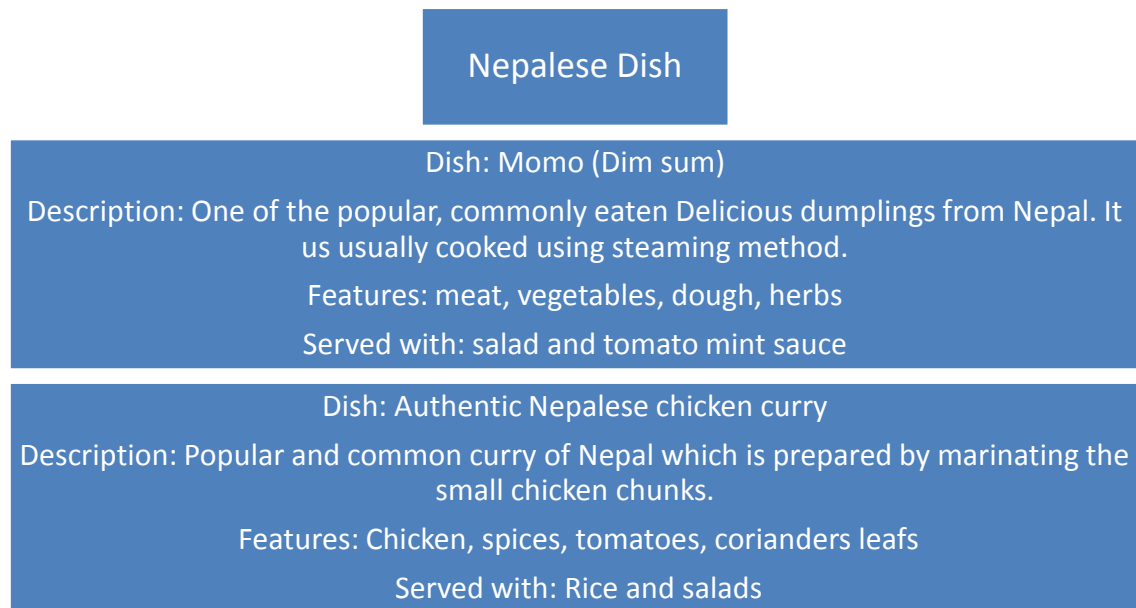 Nepalese Dish
Dish: Momo (Dim sum)
Description: One of the popular, commonly eaten Delicious dumplings from Nepal. It
us usually cooked using steaming method.
Features: meat, vegetables, dough, herbs
Served with: salad and tomato mint sauce
Dish: Authentic Nepalese chicken curry
Description: Popular and common curry of Nepal which is prepared by marinating the
small chicken chunks.
Features: Chicken, spices, tomatoes, corianders leafs
Served with: Rice and salads